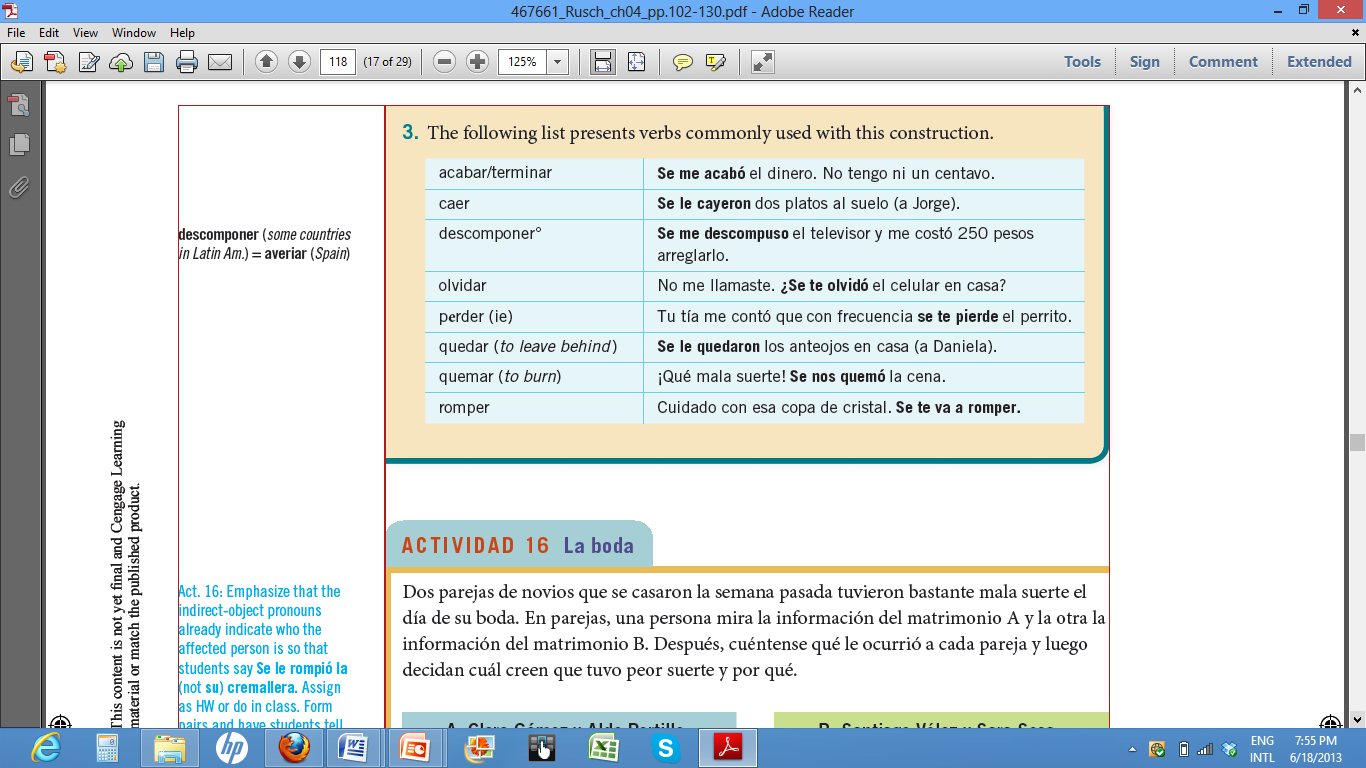 467661_Rusch_ch04_pp.102-130.pdf - Adobe Reader
File Edit View Window Help
118 (17 of 29) 125% Tools Sign Comment Extended
3. The following list presents verbs commonly used with this construction.
acabar/terminar Se me acabó el dinero. No tengo ni un centavo.
caer Se le cayeron dos platos al suelo (a Jorge).
descomponer° Se me descompuso el televisor y me costó 250 pesos
arreglarlo.
olvidar No me llamaste. ¿Se te olvidó el celular en casa?
perder (ie) Tu tía me contó que con frecuencia se te pierde el perrito.
quedar (to leave behind) Se le quedaron los anteojos en casa (a Daniela).
quemar (to burn) ¡Qué mala suerte! Se nos quemó la cena.
romper Cuidado con esa copa de cristal. Se te va a romper.
descomponer (some countries
in Latin Am.) = averiar (Spain)
This content is not yet final and Cengage Learning
material or match the published product.
ACTIVIDAD 16 La boda
Dos parejas de novios que se casaron la semana pasada tuvieron bastante mala suerte el
día de su boda. En parejas, una persona mira la información del matrimonio A y la otra la
información del matrimonio B. Después, cuéntense qué le ocurrió a cada pareja y luego
decidan cuál creen que tuvo peor suerte y por qué.
Act. 16: Emphasize that the
indirect-object pronouns
already indicate who the
affected person is so that
students say Se le rompió la
(not su) cremallera. Assign
as HW or do in class. Form
pairs and have students tell
ENG 7:55 PM
INTL 6/18/2013